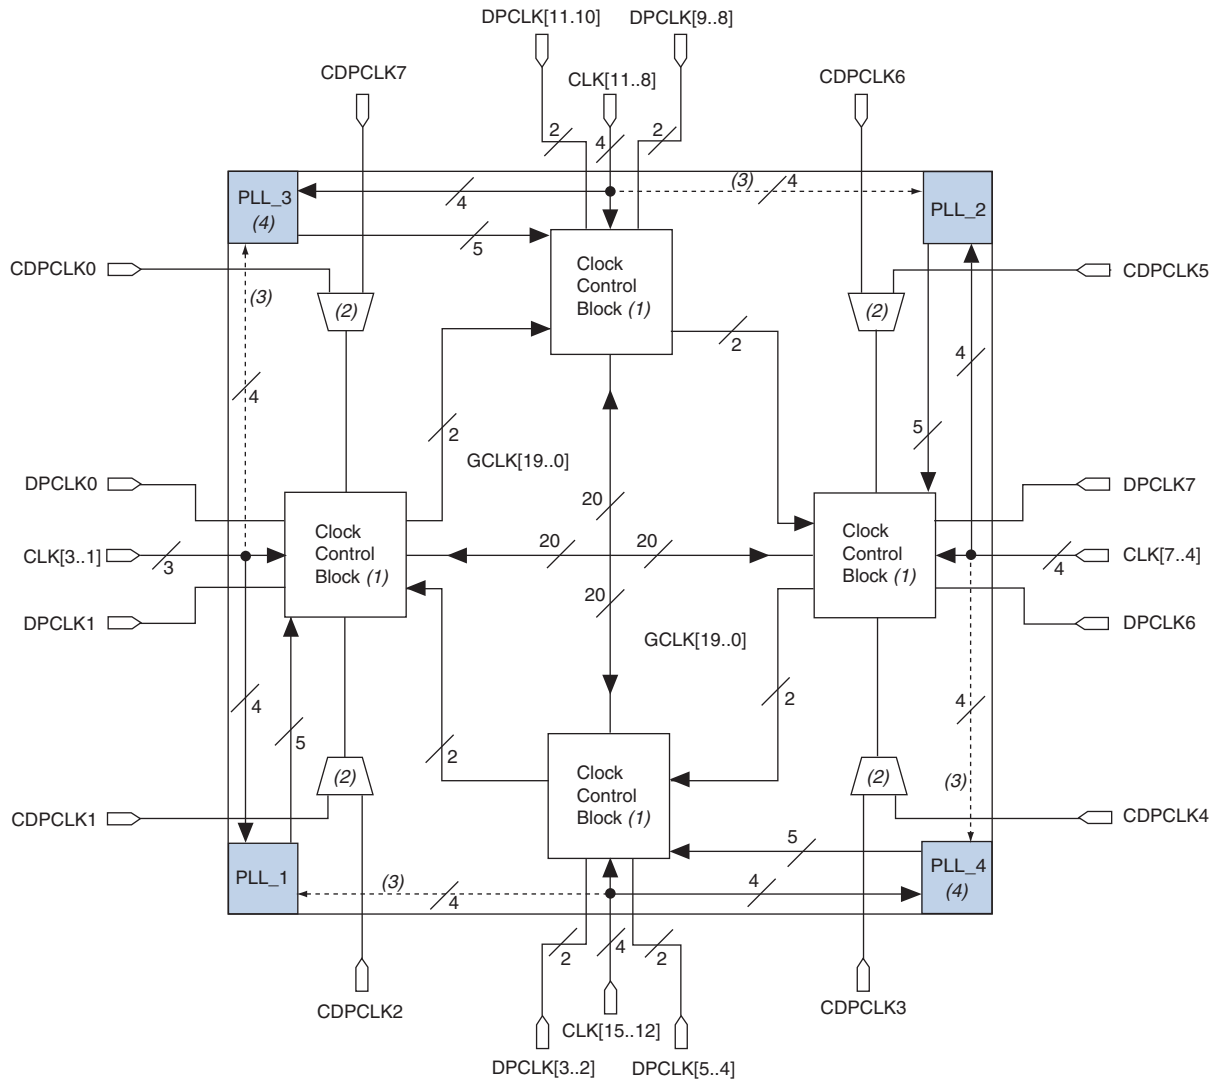 DPCLK[11.10] DPCLK[9..8]
CDPCLK7 CLK[11..8] CDPCLK6
2 4 2
PLL_3
(4)
4
(3) 4
PLL_2
5
CDPCLK0
(3)
(2)
Clock
Control
Block (1)
(2)
CDPCLK5
2
4
4
2
5
GCLK[19..0]
DPCLK0
20
DPCLK7
CLK[3..1]
3
Clock
Control
Block (1)
20 20
Clock
Control
Block (1)
4
CLK[7..4]
DPCLK1
20
DPCLK6
GCLK[19..0]
4
5
2
2
4
(2)
Clock
Control
Block (1)
(2)
(3)
CDPCLK1
CDPCLK4
5
PLL_1
(3)
4
4
PLL_4
(4)
2 4 2
CDPCLK2 CDPCLK3
CLK[15..12]
DPCLK[3..2] DPCLK[5..4]